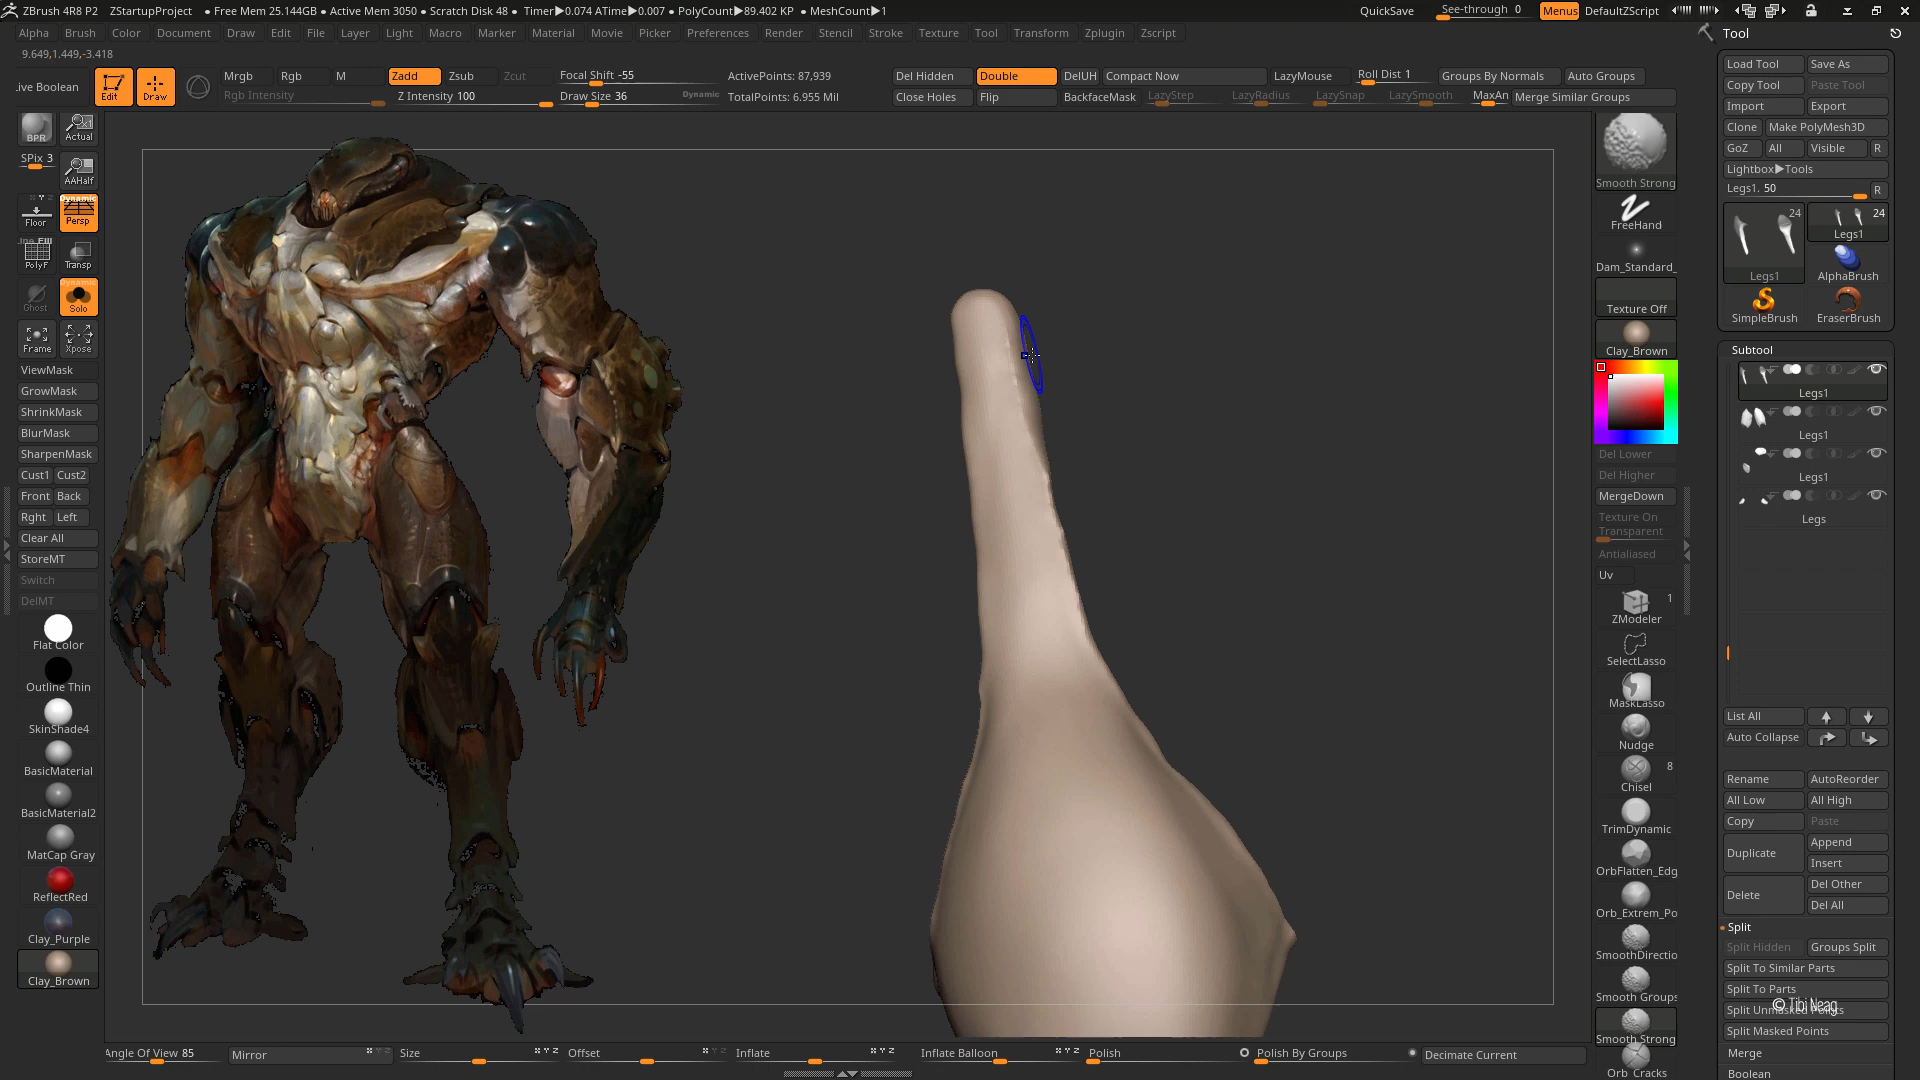 ZBrush 4R8 P2 ZStartupProject • Free Mem 25.144GB • Active Mem 3050 • Scratch Disk 48 • Timer▶0.074 ATime▶0.007 • PolyCount▶89.402 KP • MeshCount▶1 QuickSave See-through 0 Menus DefaultZScript
Alpha Brush Color Document Draw Edit File Layer Light Macro Marker Material Movie Picker Preferences Render Stencil Stroke Texture Tool Transform Zplugin Zscript
Tool
9.649,1.449,-3.418
Live Boolean Edit Draw
Mrgb Rgb M Zadd Zsub Zcut Focal Shift -55 ActivePoints: 87,939
Rgb Intensity Z Intensity 100 Draw Size 36 Dynamic TotalPoints: 6.955 Mil
Del Hidden Double DelUH Compact Now LazyMouse Roll Dist 1 Groups By Normals Auto Groups
Close Holes Flip BackfaceMask LazyStep LazyRadius LazySnap LazySmooth MaxAn Merge Similar Groups
BPR Actual
SPix 3 AAHalf
Floor Dynamic Persp
Line Fill PolyF Transp
Ghost Dynamic Solo
Frame Xpose
ViewMask
GrowMask
ShrinkMask
BlurMask
SharpenMask
Cust1 Cust2
Front Back
Rght Left
Clear All
StoreMT
Switch
DelMT
Flat Color
Outline Thin
SkinShade4
BasicMaterial
BasicMaterial2
MatCap Gray
ReflectRed
Clay_Purple
Clay_Brown
Smooth Strong
FreeHand
Dam_Standard_
Texture Off
Clay_Brown
Del Lower
Del Higher
MergeDown
Texture On
Transparent
Antialiased
Uv
1
ZModeler
SelectLasso
MaskLasso
Nudge
8
Chisel
TrimDynamic
OrbFlatten_Edg
Orb_Extrem_Po
SmoothDirectio
Smooth Groups
Smooth Strong
Orb_Cracks
Load Tool Save As
Copy Tool Paste Tool
Import Export
Clone Make PolyMesh3D
GoZ All Visible R
Lightbox▶Tools
Legs1. 50 R
24 24
Legs1
Legs1 AlphaBrush
SimpleBrush EraserBrush
Subtool
Legs1
Legs1
Legs1
Legs
List All
Auto Collapse
Rename AutoReorder
All Low All High
Copy Paste
Duplicate Append
Insert
Delete Del Other
Del All
Split
Split Hidden Groups Split
Split To Similar Parts
Split To Parts
© Tibi Neag
Split Unmasked Points
Split Masked Points
Merge
Boolean
Angle Of View 85 Mirror Size Offset Inflate Inflate Balloon Polish Polish By Groups Decimate Current